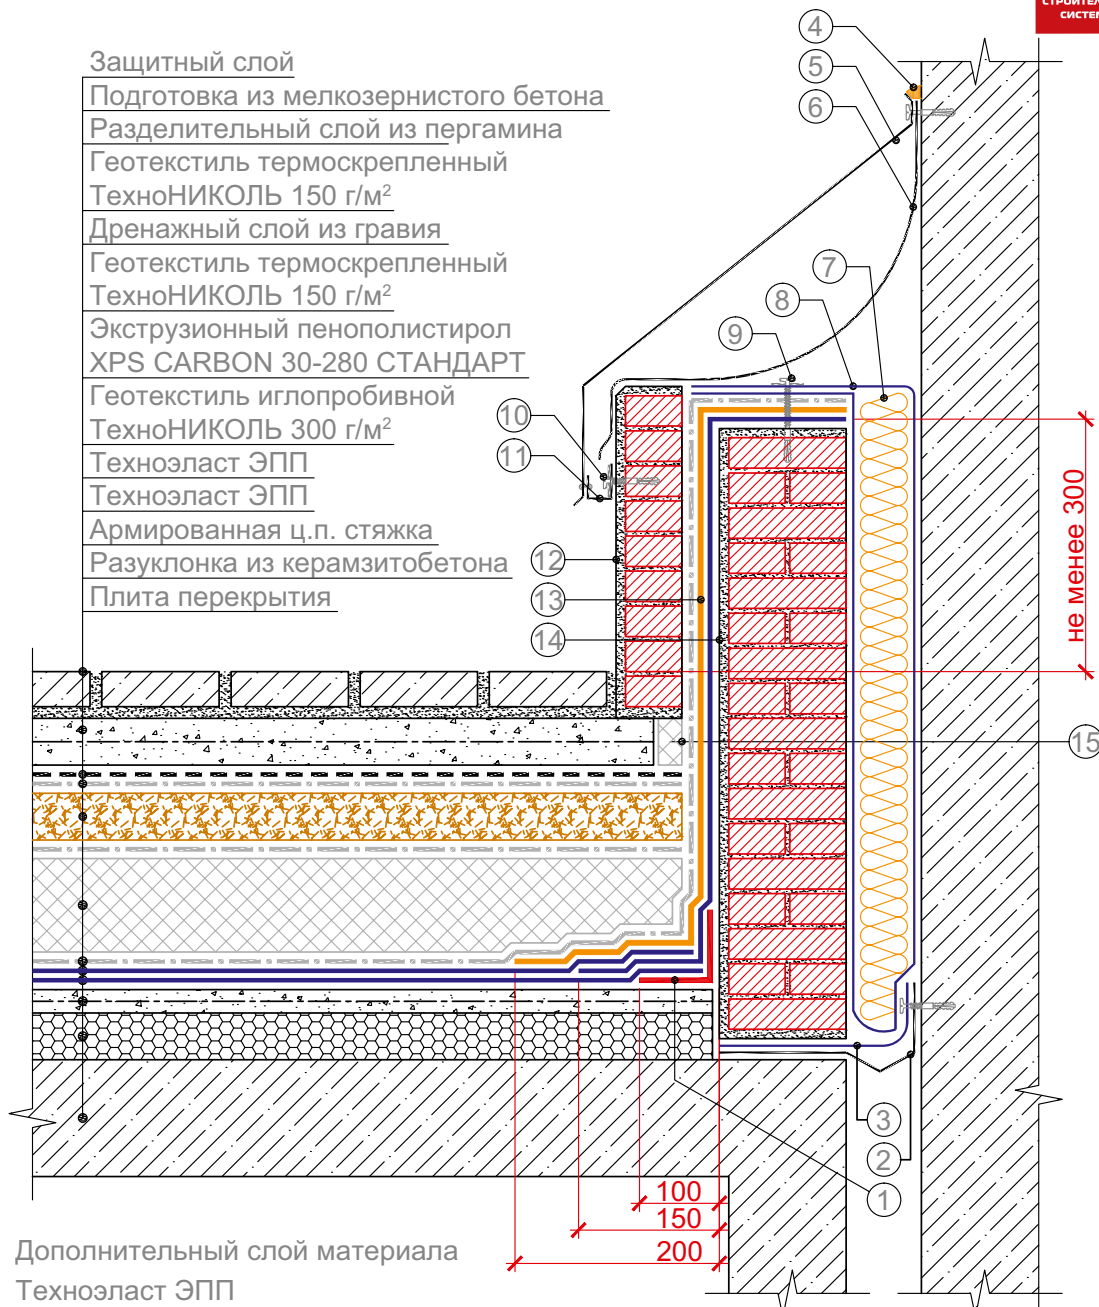 СТРОИТЕЛ
СИСТЕМ
Защитный слой
Подготовка из мелкозернистого бетона
Разделительный слой из пергамина
Геотекстиль термоскрепленный
ТехноНИКОЛЬ 150 г/м²
Дренажный слой из гравия
Геотекстиль термоскрепленный
ТехноНИКОЛЬ 150 г/м²
Экструзионный пенополистирол
XPS CARBON 30-280 СТАНДАРТ
Геотекстиль иглопробивной
ТехноНИКОЛЬ 300 г/м²
Техноэласт ЭПП
Техноэласт ЭПП
Армированная ц.п. стяжка
Разуклонка из керамзитобетона
Плита перекрытия
4
5
6
7
8
9
10
11
12
13
14
не менее 300
15
3
2
1
100
150
200
Дополнительный слой материала
Техноэласт ЭПП